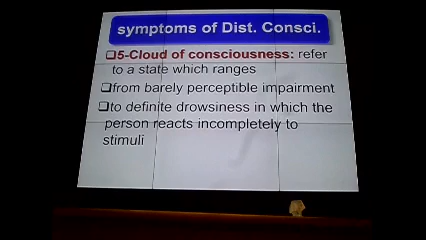 symptoms of Dist. Consci.
❑5-Cloud of consciousness: refer
to a state which ranges
❑from barely perceptible impairment
❑to definite drowsiness in which the
person reacts incompletely to
stimuli